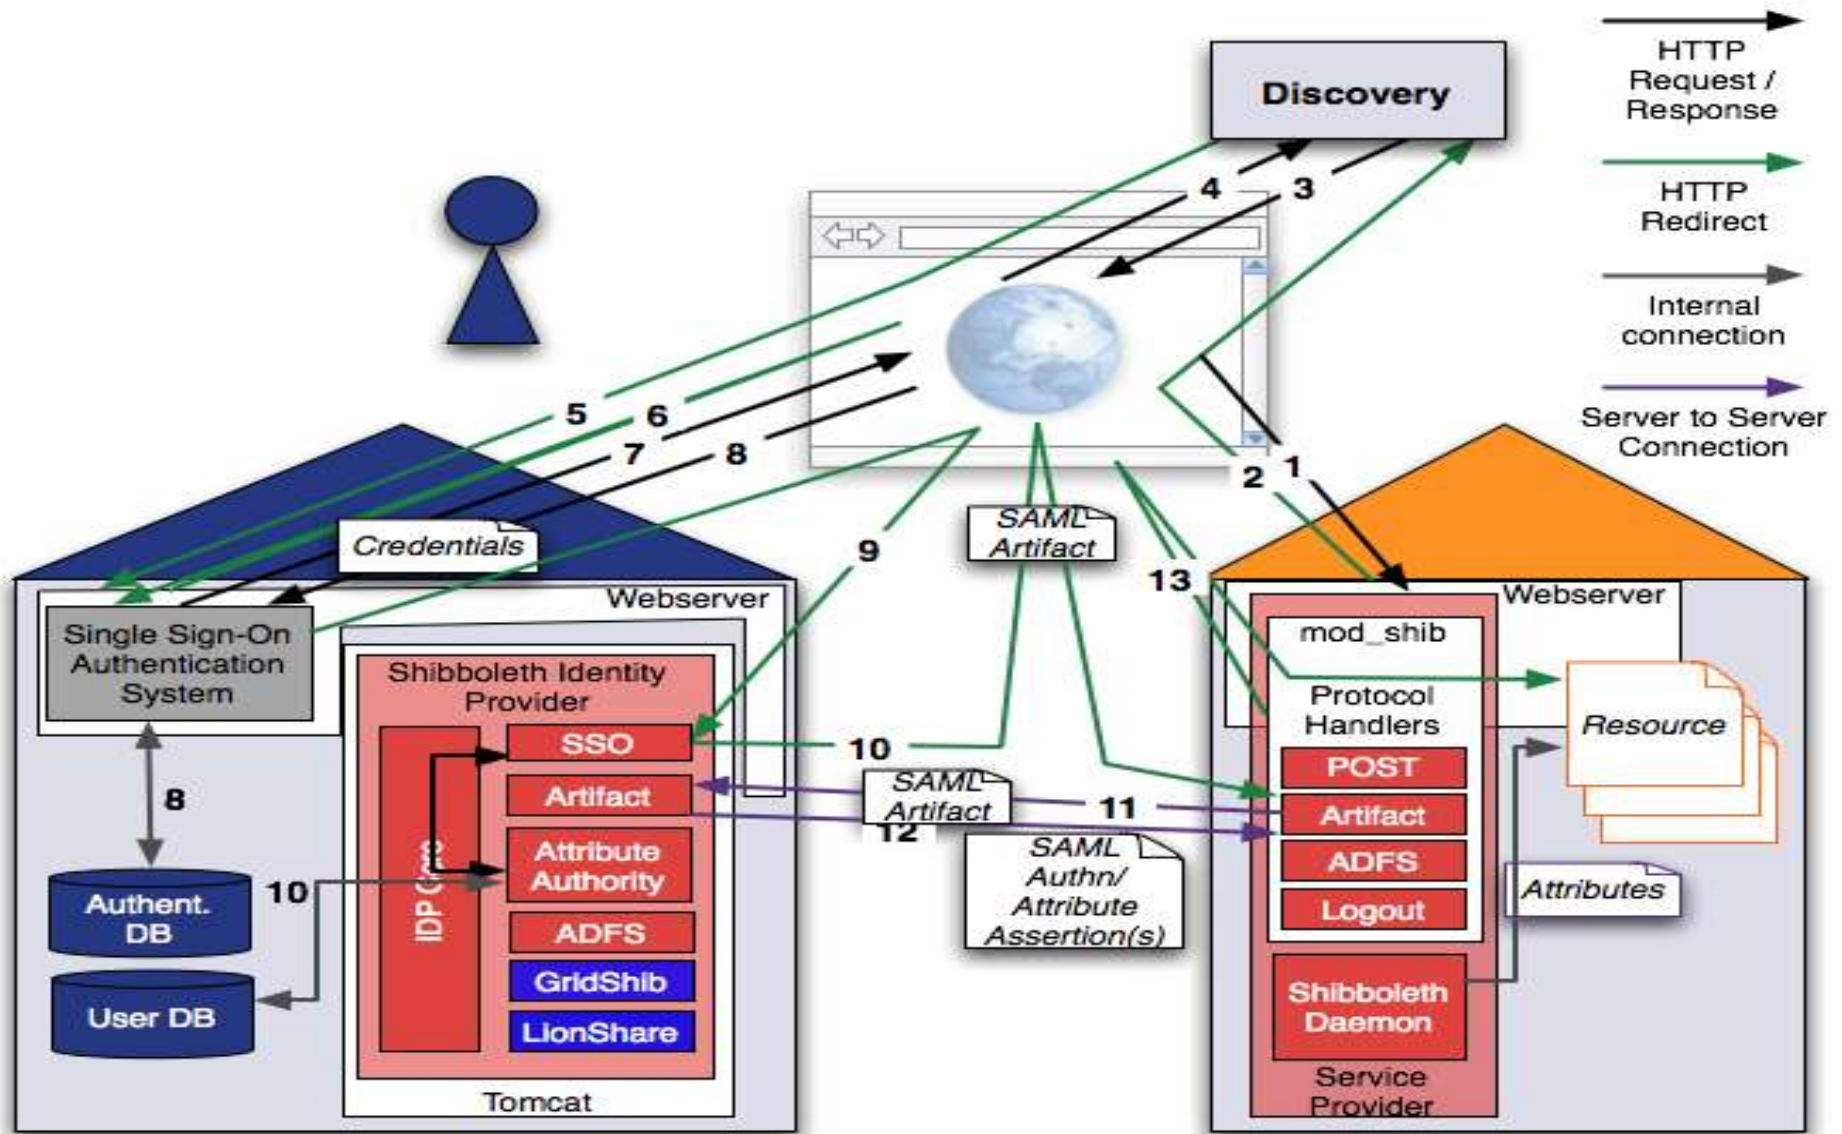 Discovery
HTTP
Request /
Response
HTTP
Redirect
Internal
connection
Server to Server
Connection
4
3
5
6
7
8
2
1
9
13
10
11
12
8
10
Credentials
SAML
Artifact
SAML
Artifact
SAML
Authn/
Attribute
Assertion(s)
Webserver
Single Sign-On
Authentication
System
Shibboleth Identity
Provider
IDP Core
SSO
Artifact
Attribute
Authority
ADFS
GridShib
LionShare
Tomcat
Authent.
DB
User DB
Webserver
mod_shib
Protocol
Handlers
POST
Artifact
ADFS
Logout
Shibboleth
Daemon
Service
Provider
Resource
Attributes